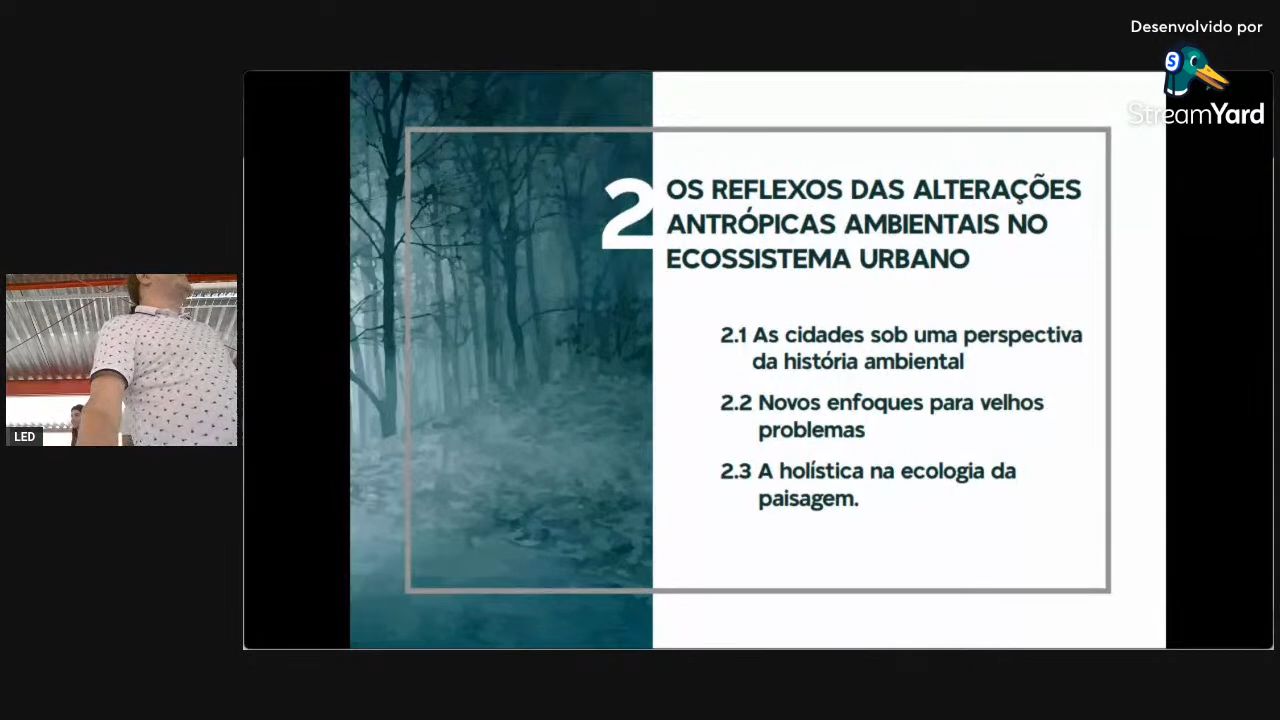 Desenvolvido por
S
StreamYard
2
OS REFLEXOS DAS ALTERAÇÕES
ANTRÓPICAS AMBIENTAIS NO
ECOSSISTEMA URBANO
2.1 As cidades sob uma perspectiva
da história ambiental
2.2 Novos enfoques para velhos
problemas
2.3 A holística na ecologia da
paisagem.
LED